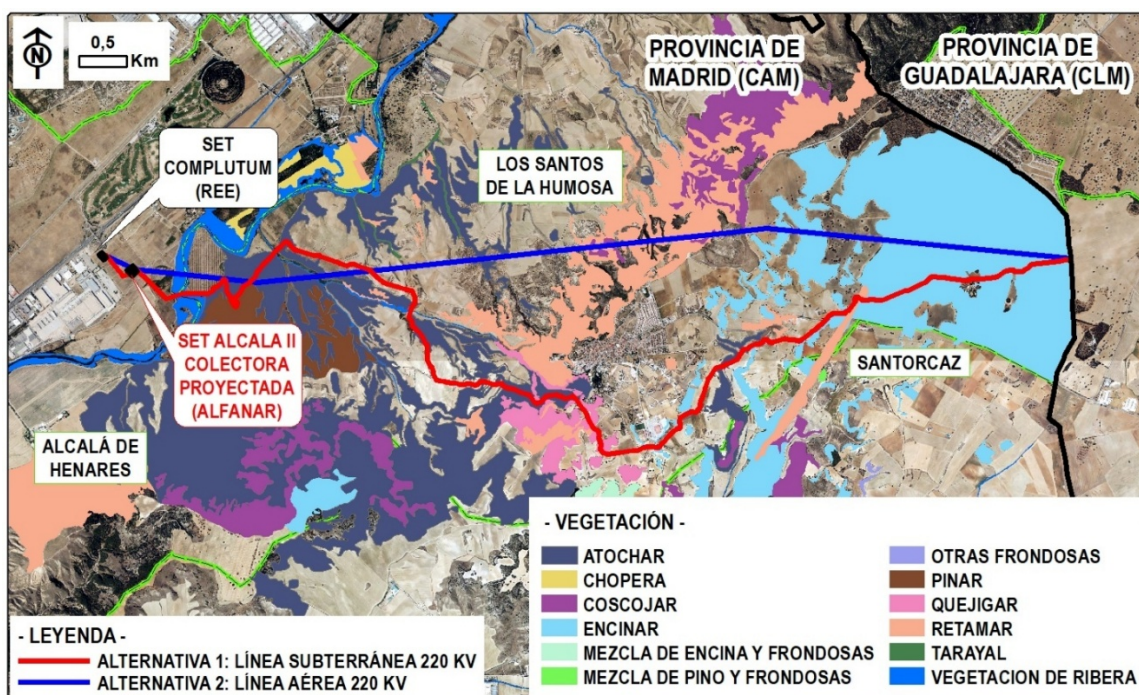 N
0,5
Km
PROVINCIA DE
MADRID (CAM)
PROVINCIA DE
GUADALAJARA (CLM)
SET
COMPLUTUM
(REE)
LOS SANTOS
DE LA HUMOSA
SET ALCALA II
COLECTORA
PROYECTADA
(ALFANAR)
SANTORCAZ
ALCALÁ DE
HENARES
- VEGETACIÓN -
ATOCHAR
CHOPERA
COSCOJAR
ENCINAR
MEZCLA DE ENCINA Y FRONDOSAS
MEZCLA DE PINO Y FRONDOSAS
OTRAS FRONDOSAS
PINAR
QUEJIGAR
RETAMAR
TARAYAL
VEGETACION DE RIBERA
- LEYENDA -
ALTERNATIVA 1: LÍNEA SUBTERRÁNEA 220 KV
ALTERNATIVA 2: LÍNEA AÉREA 220 KV